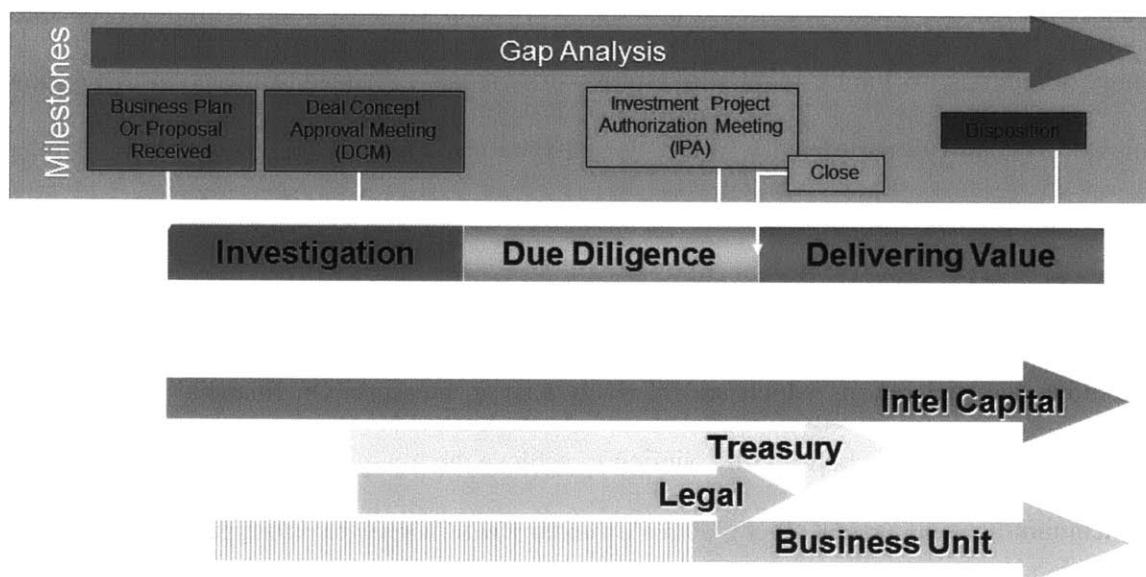 Milestones
Gap Analysis
Business Plan
Or Proposal
Received
Deal Concept
Approval Meeting
(DCM)
Investment Project
Authorization Meeting
(IPA)
Close
Disposition
Investigation
Due Diligence
Delivering Value
Intel Capital
Treasury
Legal
Business Unit